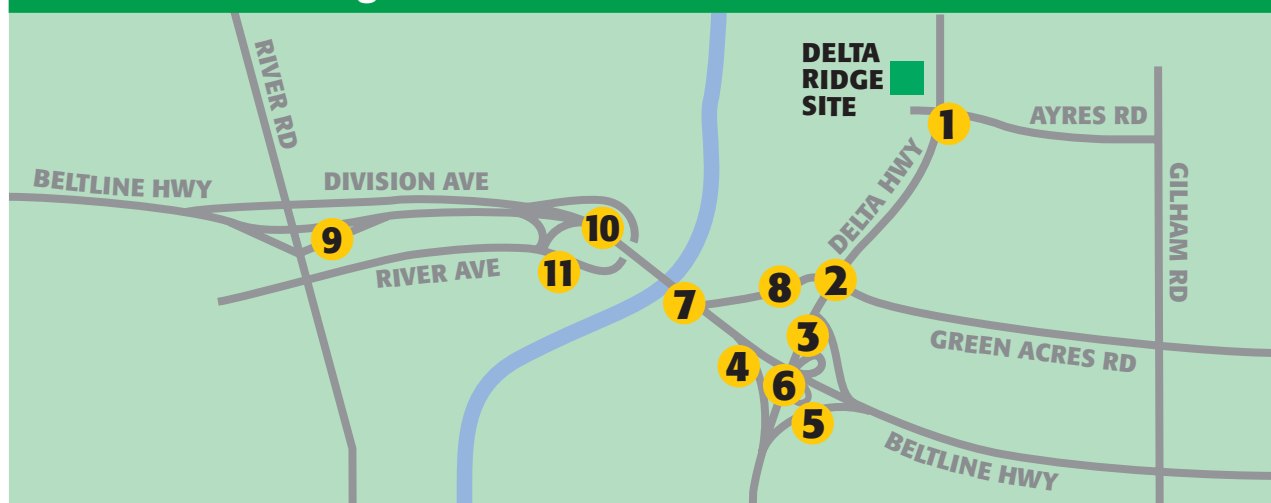 DELTA
RIDGE
SITE
RIVER RD
AYRES RD
1
BELTLINE HWY
DIVISION AVE
DELTA HWY
GILHAM RD
9
10
RIVER AVE
11
8
2
7
3
GREEN ACRES RD
4
6
5
BELTLINE HWY